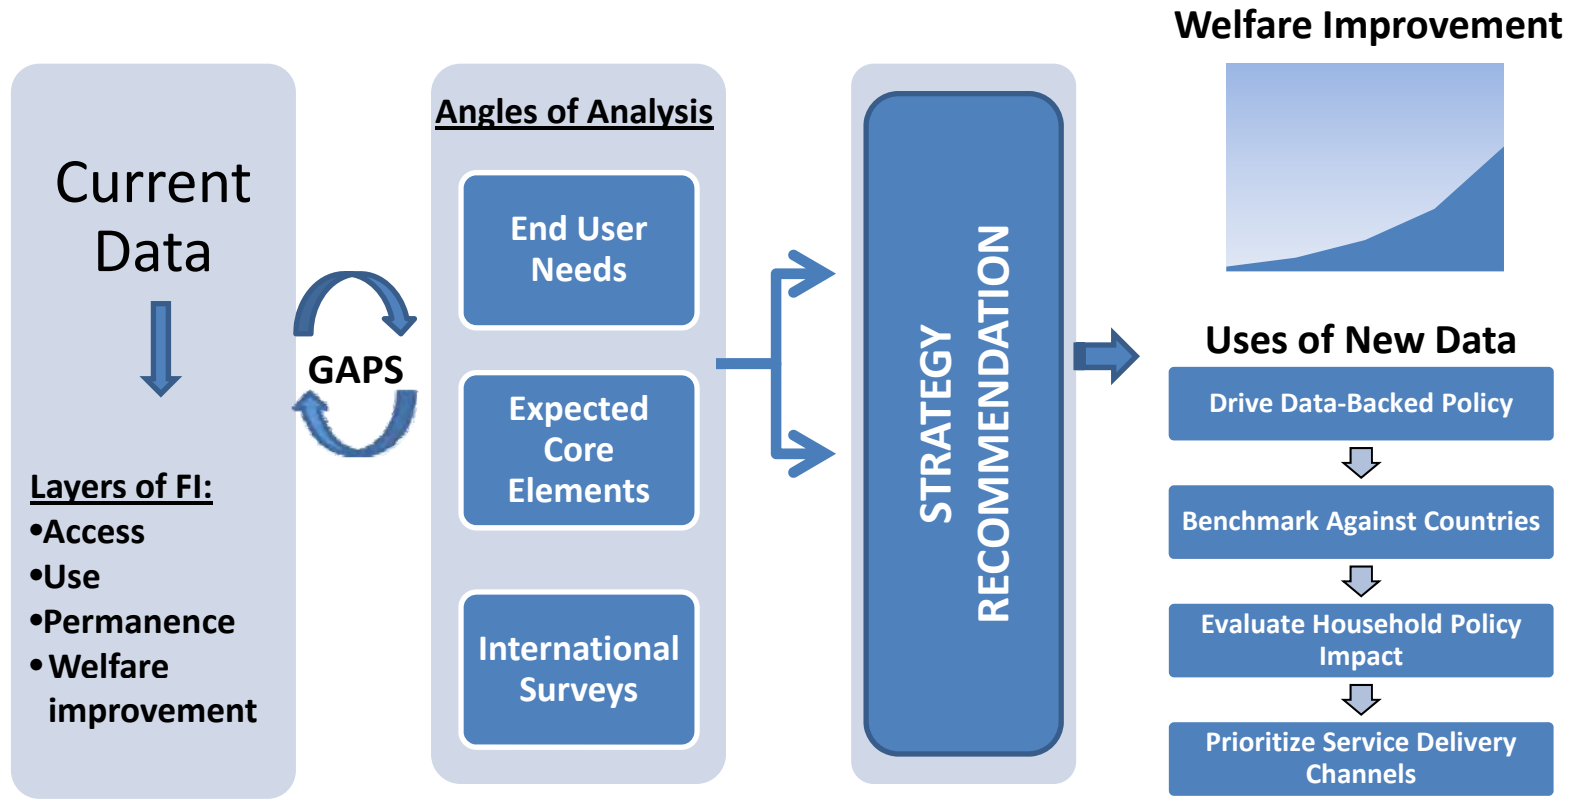 Current
Data
Layers of FI:
•Access
•Use
•Permanence
• Welfare
improvement
GAPS
Angles of Analysis
End User
Needs
Expected
Core
Elements
International
Surveys
STRATEGY
RECOMMENDATION
Welfare Improvement
Uses of New Data
Drive Data-Backed Policy
Benchmark Against Countries
Evaluate Household Policy
Impact
Prioritize Service Delivery
Channels